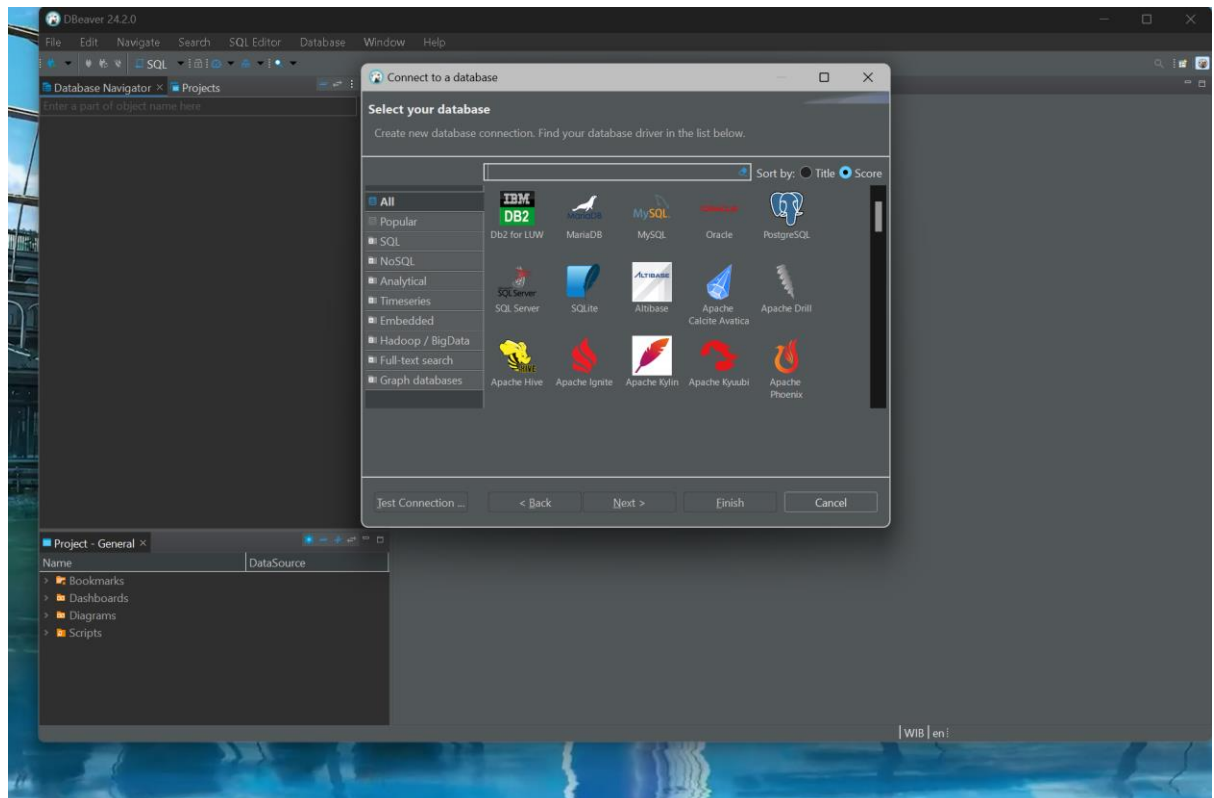 DBeaver 24.2.0
File Edit Navigate Search SQL Editor Database Window Help
SQL
Database Navigator × Projects
Enter a part of object name here
Connect to a database
Select your database
Create new database connection. Find your database driver in the list below.
Sort by: Title Score
All
Popular
SQL
NoSQL
Analytical
Timeseries
Embedded
Hadoop / BigData
Full-text search
Graph databases
IBM DB2 MariaDB MySQL ORACLE
Db2 for LUW MariaDB MySQL Oracle PostgreSQL
SQL Server ALTIBASE
SQL Server SQLite Altibase Apache Calcite Avatica Apache Drill
HIVE
Apache Hive Apache Ignite Apache Kylin Apache Kyuubi Apache Phoenix
Test Connection ... < Back Next > Finish Cancel
Project - General ×
Name DataSource
Bookmarks
Dashboards
Diagrams
Scripts
WIB en